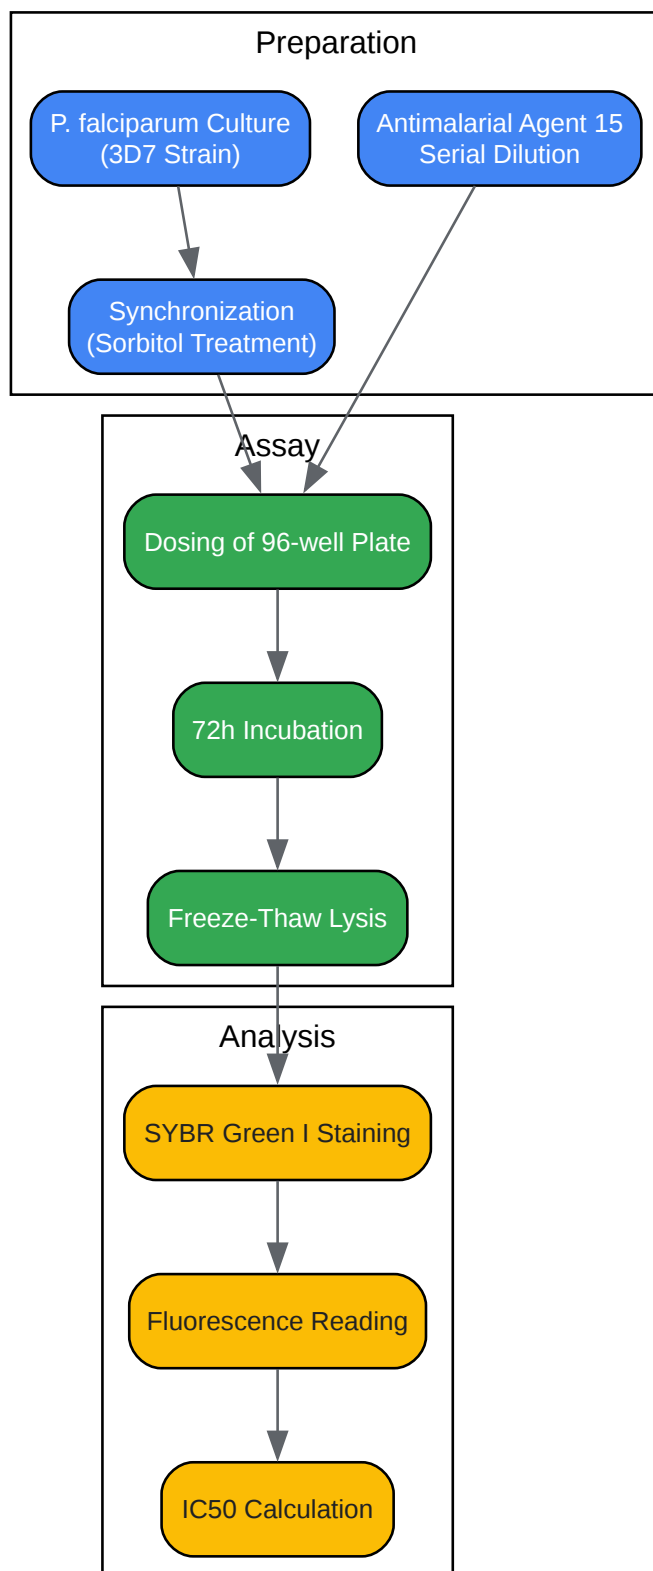 Preparation
P. falciparum Culture
(3D7 Strain)
Antimalarial Agent 15
Serial Dilution
Synchronization
(Sorbitol Treatment)
Assay
Dosing of 96-well Plate
72h Incubation
Freeze-Thaw Lysis
Analysis
SYBR Green I Staining
Fluorescence Reading
IC50 Calculation